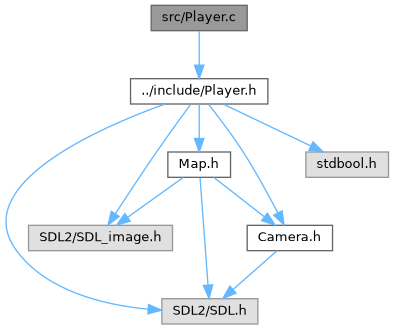 src/Player.c
../include/Player.h
Map.h
stdbool.h
SDL2/SDL_image.h
Camera.h
SDL2/SDL.h